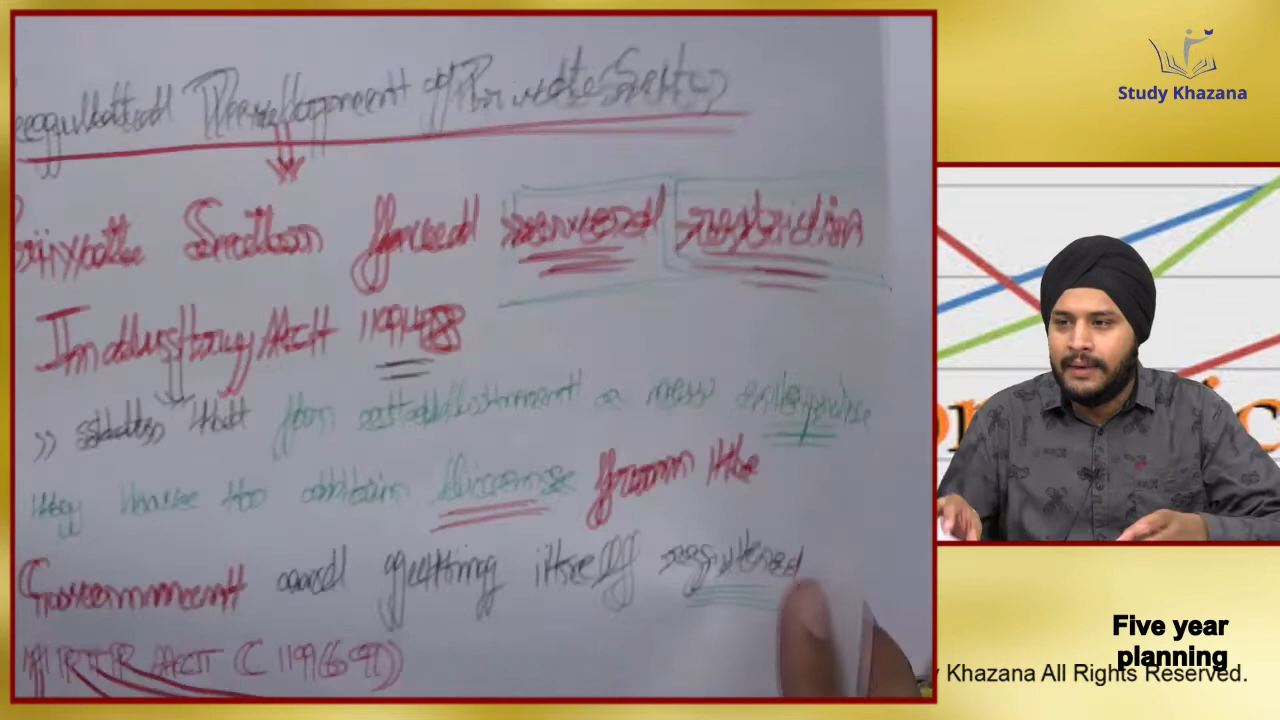 Regulated Development of Private Sector
Private Sector faced several restriction
Industry Act 1948
>> states that for establishment a new enterprise
they have to obtain license from the
Government and getting itself registered
MRTP Act (1969)
Study Khazana
Five year
planning
Khazana All Rights Reserved.